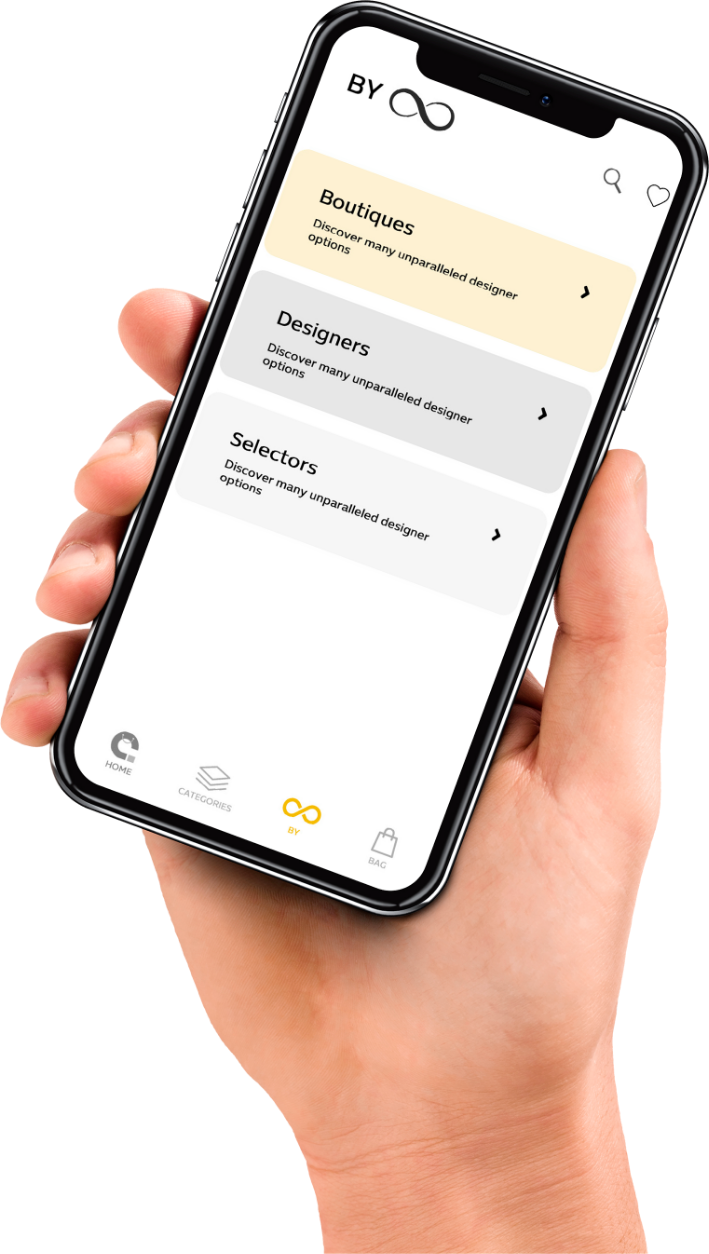 BY
Boutiques
Discover many unparalleled designer
options
Designers
Discover many unparalleled designer
options
Selectors
Discover many unparalleled designer
options
HOME
CATEGORIES
BY
BAG